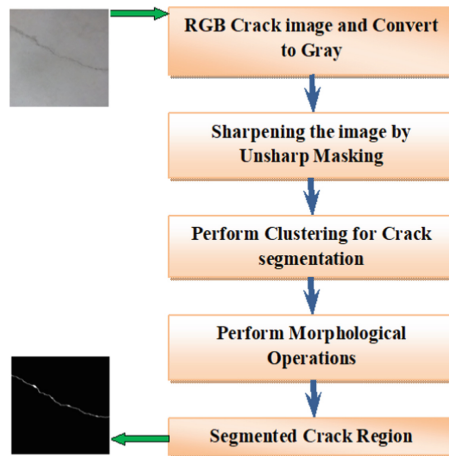 RGB Crack image and Convert
to Gray
Sharpening the image by
Unsharp Masking
Perform Clustering for Crack
segmentation
Perform Morphological
Operations
Segmented Crack Region